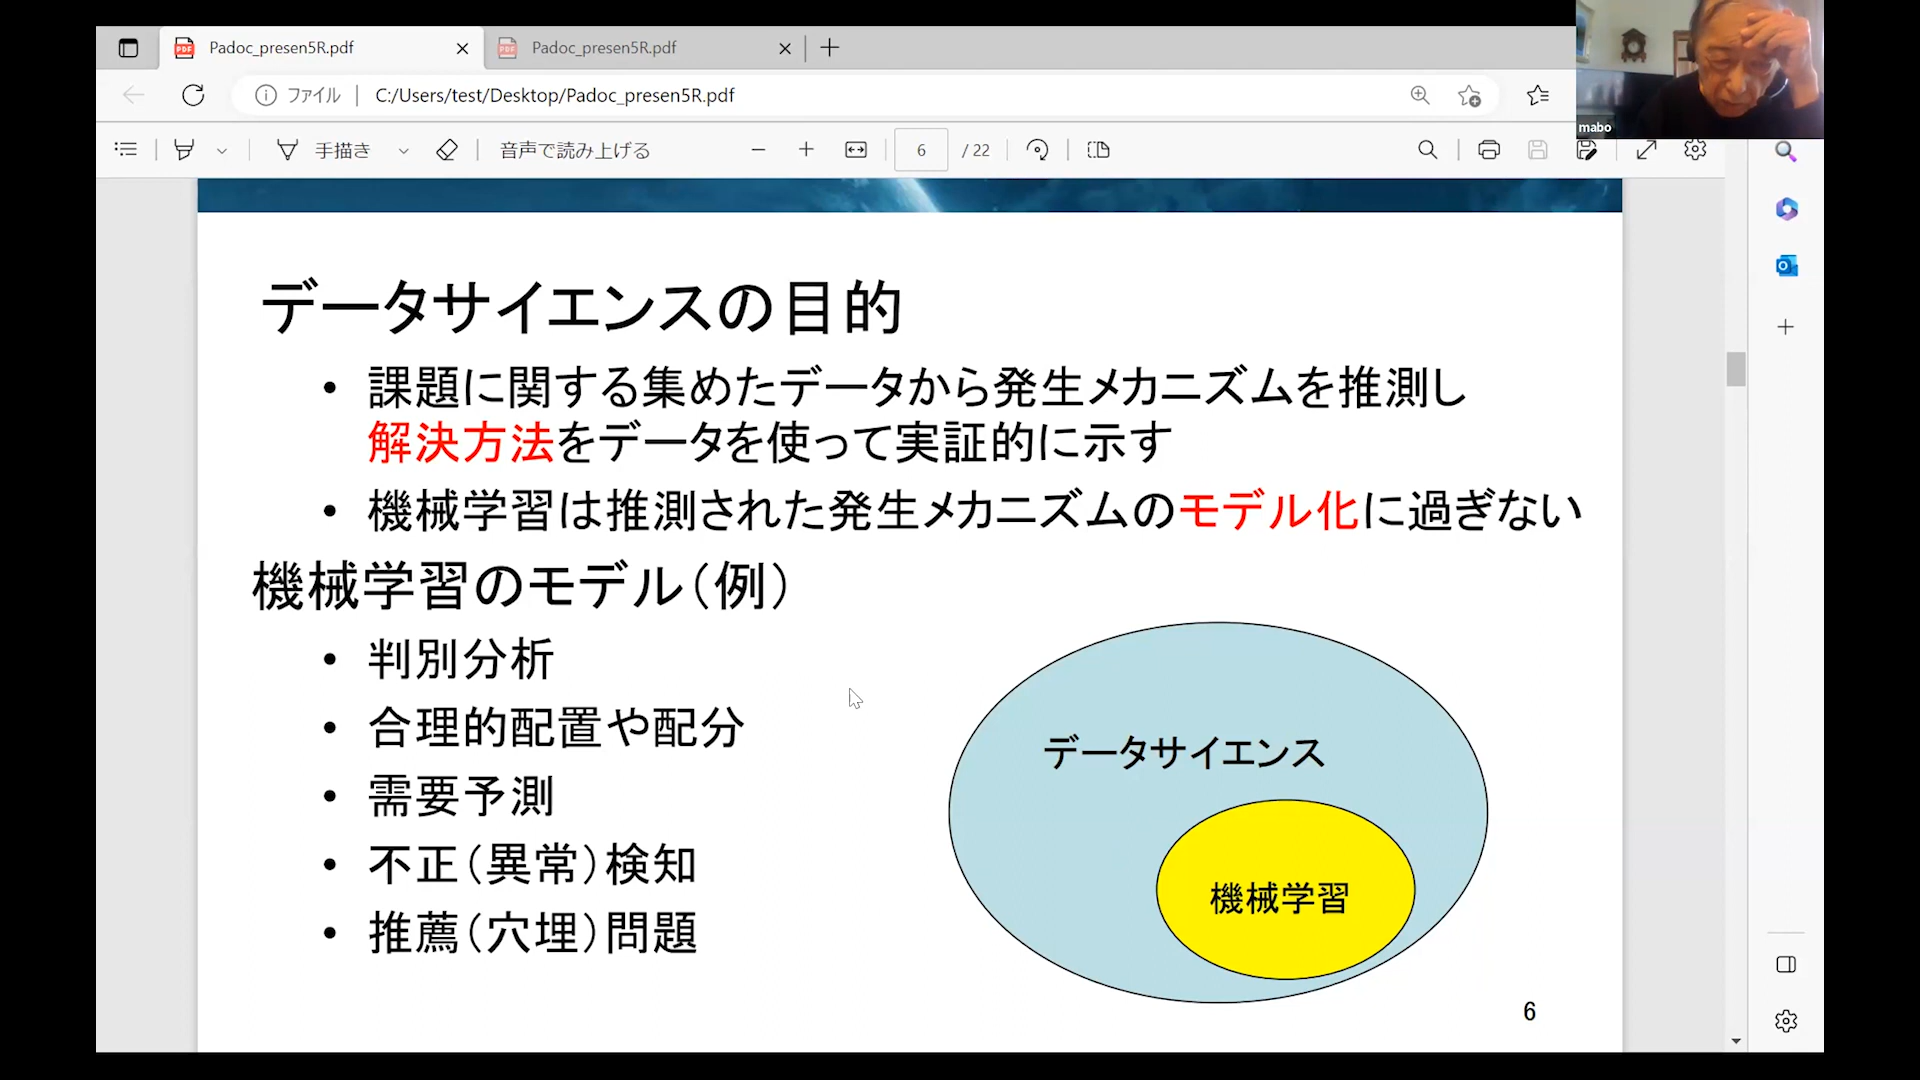 Padoc_presen5R.pdf
Padoc_presen5R.pdf
ファイル
C:/Users/test/Desktop/Padoc_presen5R.pdf
mabo
手描き
音声で読み上げる
6 / 22
データサイエンスの目的
• 課題に関する集めたデータから発生メカニズムを推測し
解決方法をデータを使って実証的に示す
• 機械学習は推測された発生メカニズムのモデル化に過ぎない
機械学習のモデル(例)
• 判別分析
• 合理的配置や配分
• 需要予測
• 不正(異常)検知
• 推薦(穴埋)問題
データサイエンス
機械学習
6